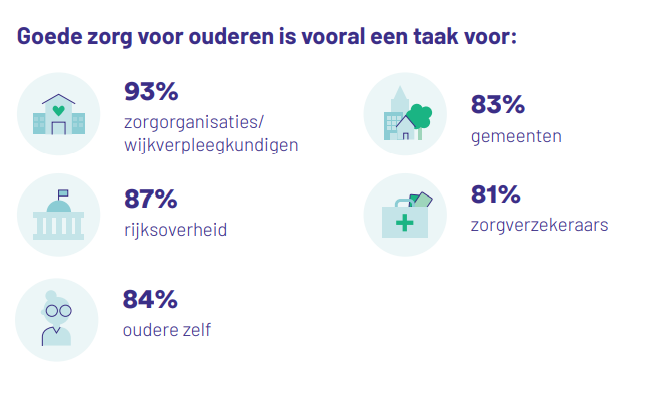 Goede zorg voor ouderen is vooral een taak voor:
93%
zorgorganisaties/
wijkverpleegkundigen
87%
rijksoverheid
84%
oudere zelf
83%
gemeenten
81%
zorgverzekeraars